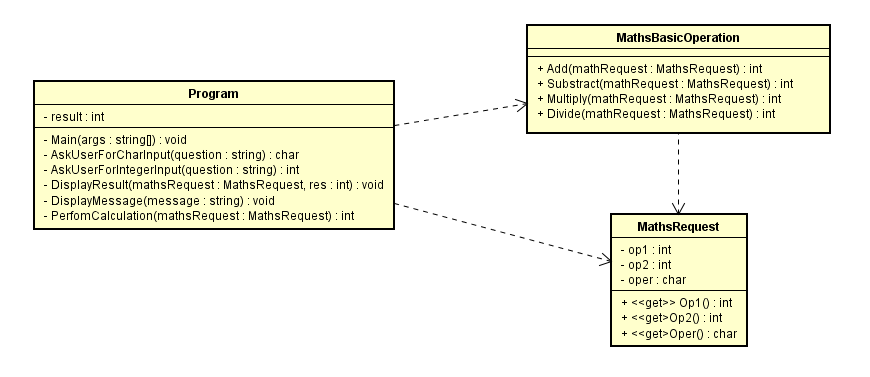 Program
- result : int
- Main(args : string[]) : void
- AskUserForCharInput(question : string) : char
- AskUserForIntegerInput(question : string) : int
- DisplayResult(mathsRequest : MathsRequest, res : int) : void
- DisplayMessage(message : string) : void
- PerfomCalculation(mathsRequest : MathsRequest) : int
MathsBasicOperation
+ Add(mathRequest : MathsRequest) : int
+ Substract(mathRequest : MathsRequest) : int
+ Multiply(mathRequest : MathsRequest) : int
+ Divide(mathRequest : MathsRequest) : int
MathsRequest
- op1 : int
- op2 : int
- oper : char
+ <<get>> Op1() : int
+ <<get>Op2() : int
+ <<get>Oper() : char